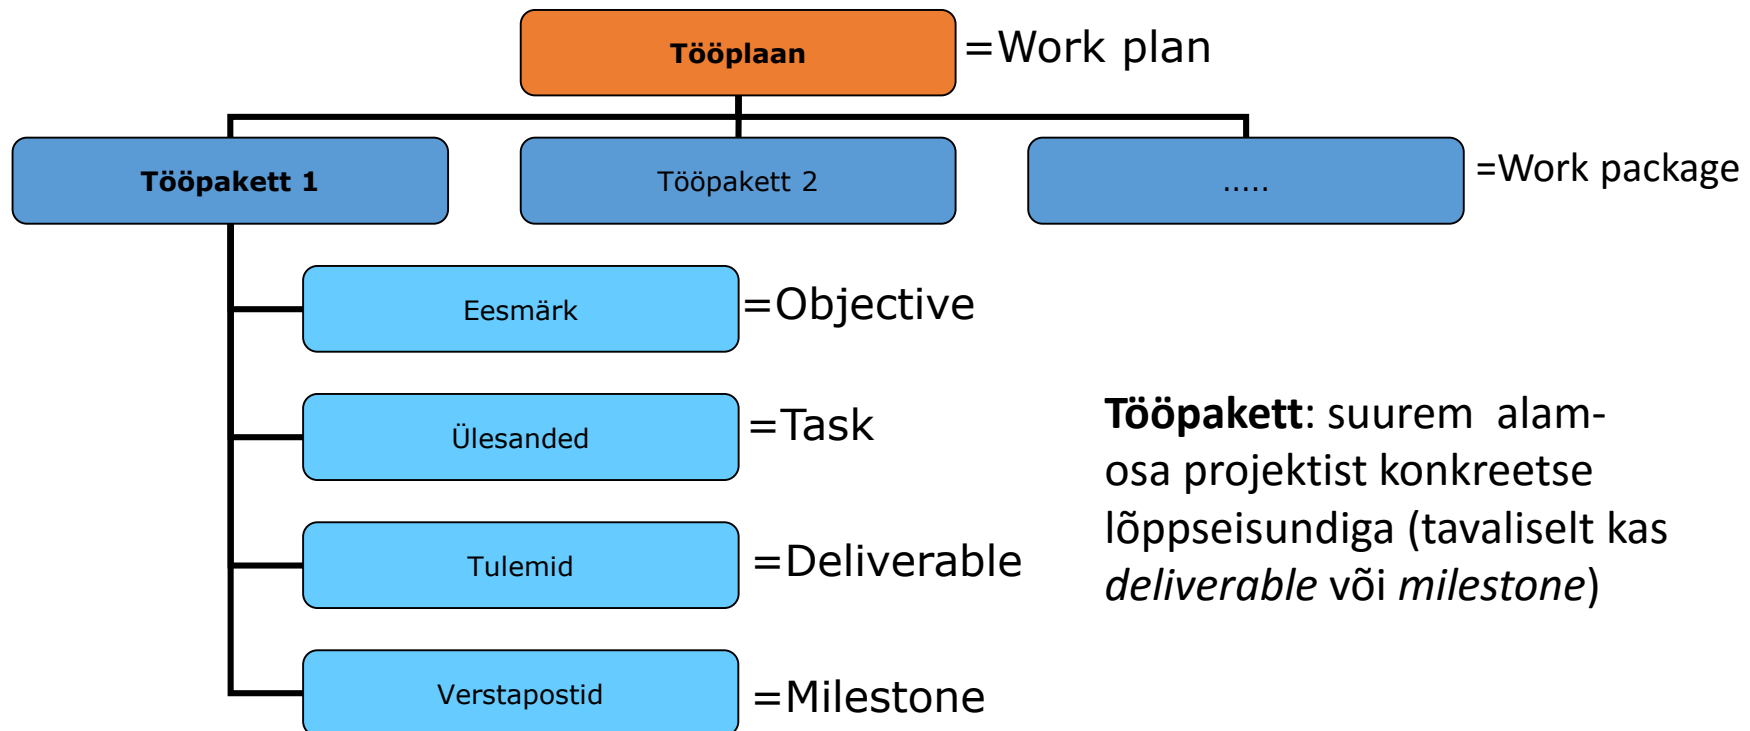 Tööplaan =Work plan
Tööpakett 1 Tööpakett 2 ..... =Work package
Eesmärk =Objective
Ülesanded =Task
Tulemid =Deliverable
Verstapostid =Milestone
Tööpakett: suurem alam-
osa projektist konkreetse
lõppseisundiga (tavaliselt kas
deliverable või milestone)